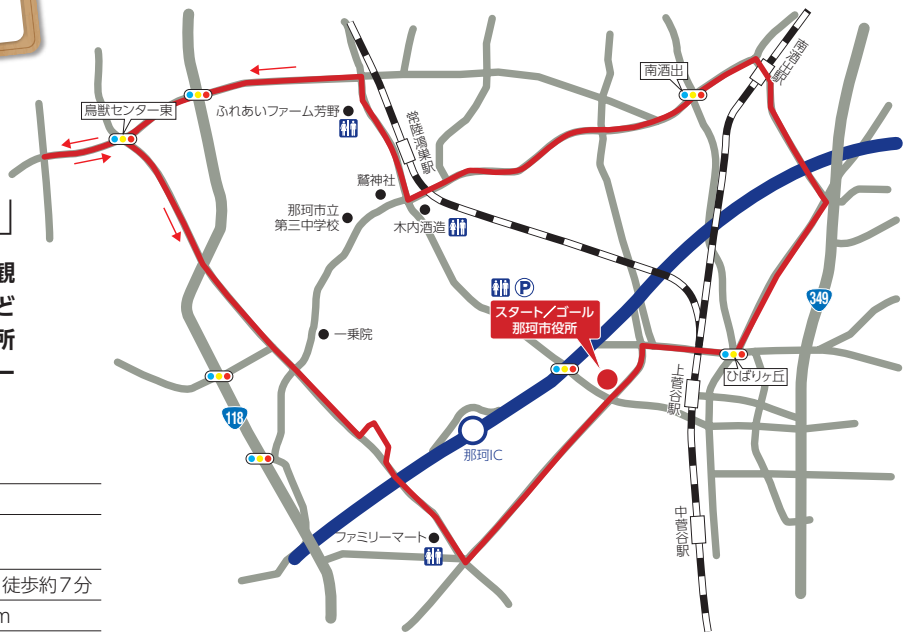 南酒出駅
南酒出
鳥獣センター東
ふれあいファーム芳野
常陸鴻巣駅
鷲神社
那珂市立
第三中学校
木内酒造
P
スタート/ゴール
那珂市役所
349
一乗院
ひばりヶ丘
上菅谷駅
118
那珂IC
ファミリーマート
中菅谷駅
観
ど
所
ー
徒歩約7分
m